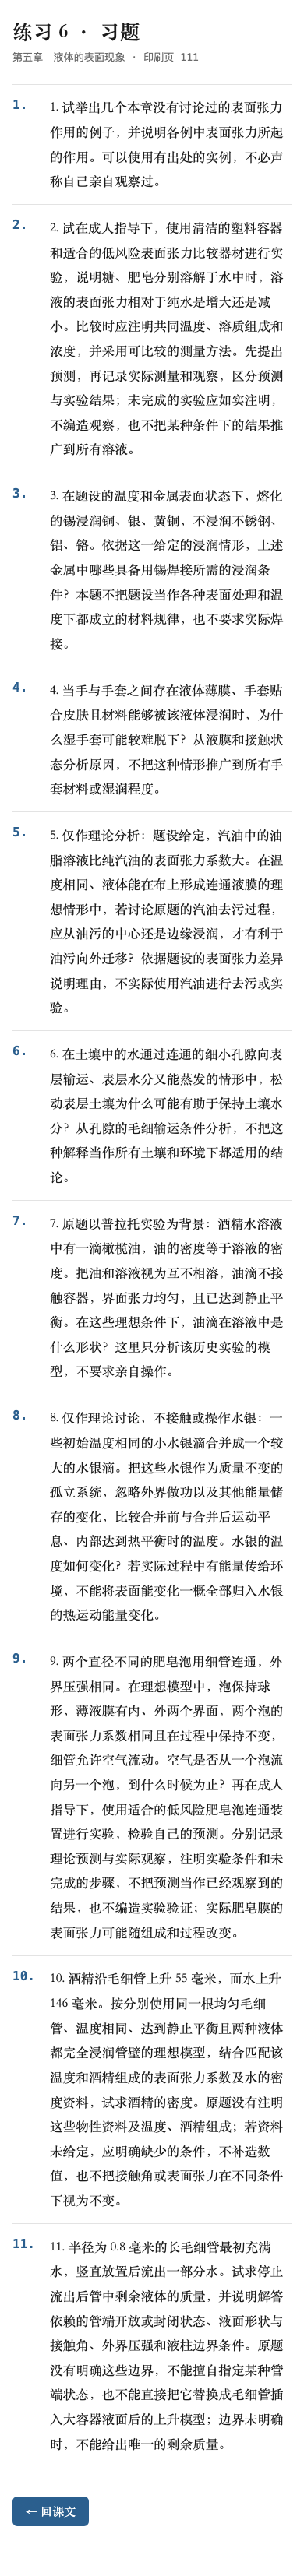 练习 6 · 习题
第五章 液体的表面现象 · 印刷页 111
1. 1. 试举出几个本章没有讨论过的表面张力
作用的例子，并说明各例中表面张力所起
的作用。可以使用有出处的实例，不必声
称自己亲自观察过。
2. 2. 试在成人指导下，使用清洁的塑料容器
和适合的低风险表面张力比较器材进行实
验，说明糖、肥皂分别溶解于水中时，溶
液的表面张力相对于纯水是增大还是减
小。比较时应注明共同温度、溶质组成和
浓度，并采用可比较的测量方法。先提出
预测，再记录实际测量和观察，区分预测
与实验结果；未完成的实验应如实注明，
不编造观察，也不把某种条件下的结果推
广到所有溶液。
3. 3. 在题设的温度和金属表面状态下，熔化
的锡浸润铜、银、黄铜，不浸润不锈钢、
铝、铬。依据这一给定的浸润情形，上述
金属中哪些具备用锡焊接所需的浸润条
件？本题不把题设当作各种表面处理和温
度下都成立的材料规律，也不要求实际焊
接。
4. 4. 当手与手套之间存在液体薄膜、手套贴
合皮肤且材料能够被该液体浸润时，为什
么湿手套可能较难脱下？从液膜和接触状
态分析原因，不把这种情形推广到所有手
套材料或湿润程度。
5. 5. 仅作理论分析：题设给定，汽油中的油
脂溶液比纯汽油的表面张力系数大。在温
度相同、液体能在布上形成连通液膜的理
想情形中，若讨论原题的汽油去污过程，
应从油污的中心还是边缘浸润，才有利于
油污向外迁移？依据题设的表面张力差异
说明理由，不实际使用汽油进行去污或实
验。
6. 6. 在土壤中的水通过连通的细小孔隙向表
层输运、表层水分又能蒸发的情形中，松
动表层土壤为什么可能有助于保持土壤水
分？从孔隙的毛细输运条件分析，不把这
种解释当作所有土壤和环境下都适用的结
论。
7. 7. 原题以普拉托实验为背景：酒精水溶液
中有一滴橄榄油，油的密度等于溶液的密
度。把油和溶液视为互不相溶，油滴不接
触容器，界面张力均匀，且已达到静止平
衡。在这些理想条件下，油滴在溶液中是
什么形状？这里只分析该历史实验的模
型，不要求亲自操作。
8. 8. 仅作理论讨论，不接触或操作水银：一
些初始温度相同的小水银滴合并成一个较
大的水银滴。把这些水银作为质量不变的
孤立系统，忽略外界做功以及其他能量储
存的变化，比较合并前与合并后运动平
息、内部达到热平衡时的温度。水银的温
度如何变化？若实际过程中有能量传给环
境，不能将表面能变化一概全部归入水银
的热运动能量变化。
9. 9. 两个直径不同的肥皂泡用细管连通，外
界压强相同。在理想模型中，泡保持球
形，薄液膜有内、外两个界面，两个泡的
表面张力系数相同且在过程中保持不变，
细管允许空气流动。空气是否从一个泡流
向另一个泡，到什么时候为止？再在成人
指导下，使用适合的低风险肥皂泡连通装
置进行实验，检验自己的预测。分别记录
理论预测与实际观察，注明实验条件和未
完成的步骤，不把预测当作已经观察到的
结果，也不编造实验验证；实际肥皂膜的
表面张力可能随组成和过程改变。
10. 10. 酒精沿毛细管上升 55 毫米，而水上升
146 毫米。按分别使用同一根均匀毛细
管、温度相同、达到静止平衡且两种液体
都完全浸润管壁的理想模型，结合匹配该
温度和酒精组成的表面张力系数及水的密
度资料，试求酒精的密度。原题没有注明
这些物性资料及温度、酒精组成；若资料
未给定，应明确缺少的条件，不补造数
值，也不把接触角或表面张力在不同条件
下视为不变。
11. 11. 半径为 0.8 毫米的长毛细管最初充满
水，竖直放置后流出一部分水。试求停止
流出后管中剩余液体的质量，并说明解答
依赖的管端开放或封闭状态、液面形状与
接触角、外界压强和液柱边界条件。原题
没有明确这些边界，不能擅自指定某种管
端状态，也不能直接把它替换成毛细管插
入大容器液面后的上升模型；边界未明确
时，不能给出唯一的剩余质量。
← 回课文